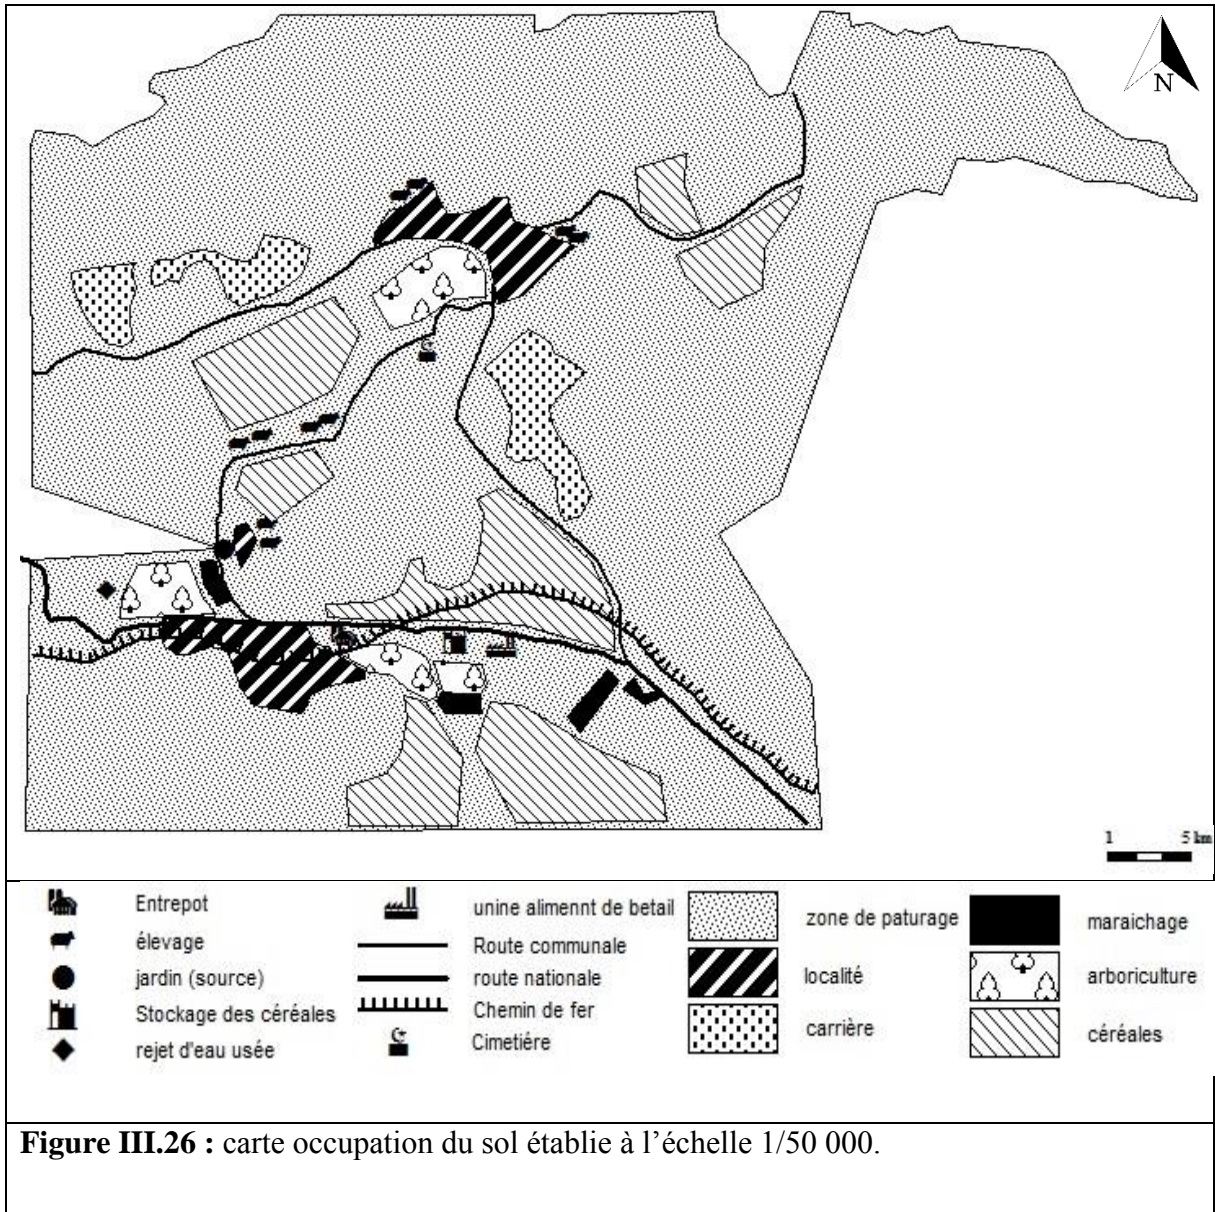 N
1 5 km
Entrepot
élevage
jardin (source)
Stockage des céréales
rejet d'eau usée
unine alimennt de betail
Route communale
route nationale
Chemin de fer
Cimetiére
zone de paturage
localité
carrière
maraichage
arboriculture
céréales
Figure III.26 : carte occupation du sol établie à l’échelle 1/50 000.